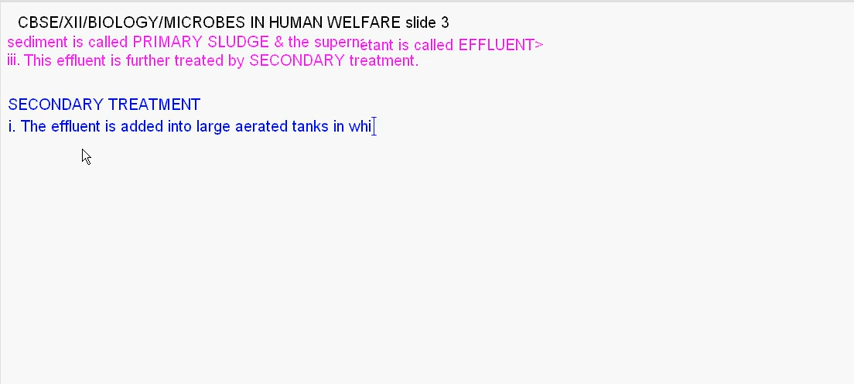 CBSE/XII/BIOLOGY/MICROBES IN HUMAN WELFARE slide 3
sediment is called PRIMARY SLUDGE & the supernetant is called EFFLUENT>
iii. This effluent is further treated by SECONDARY treatment.
SECONDARY TREATMENT
i. The effluent is added into large aerated tanks in whi